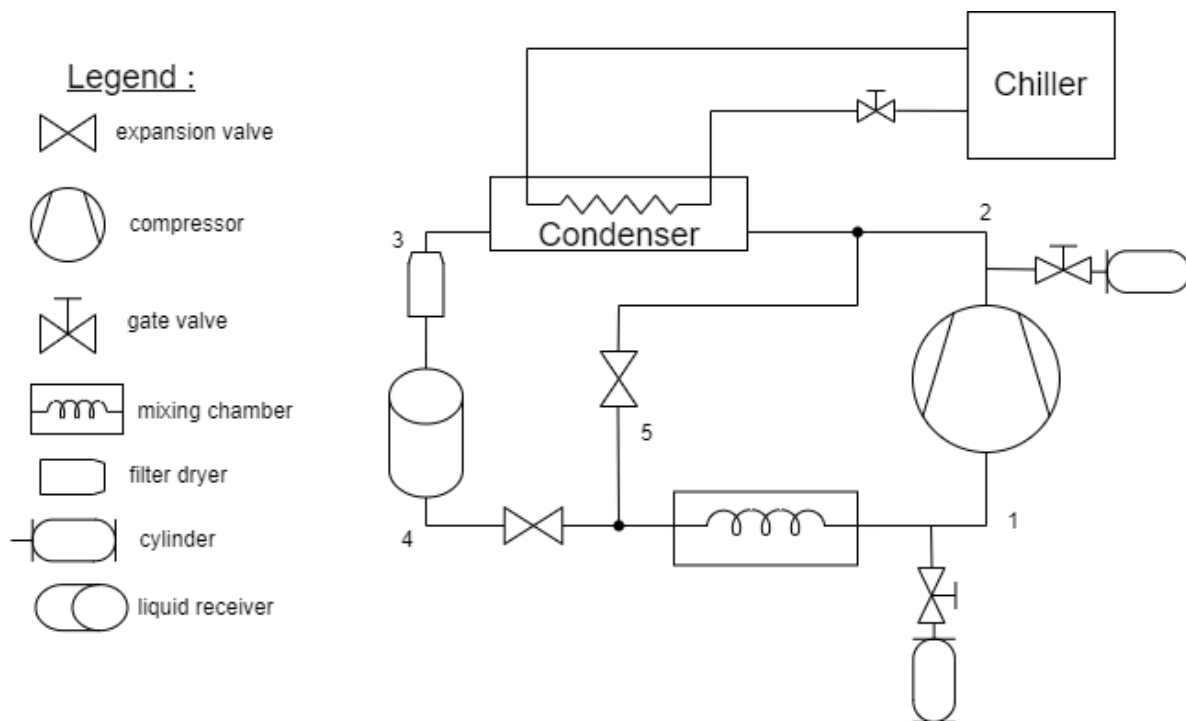 Legend :
expansion valve
compressor
gate valve
mixing chamber
filter dryer
cylinder
liquid receiver
Chiller
Condenser
2
3
5
4
1